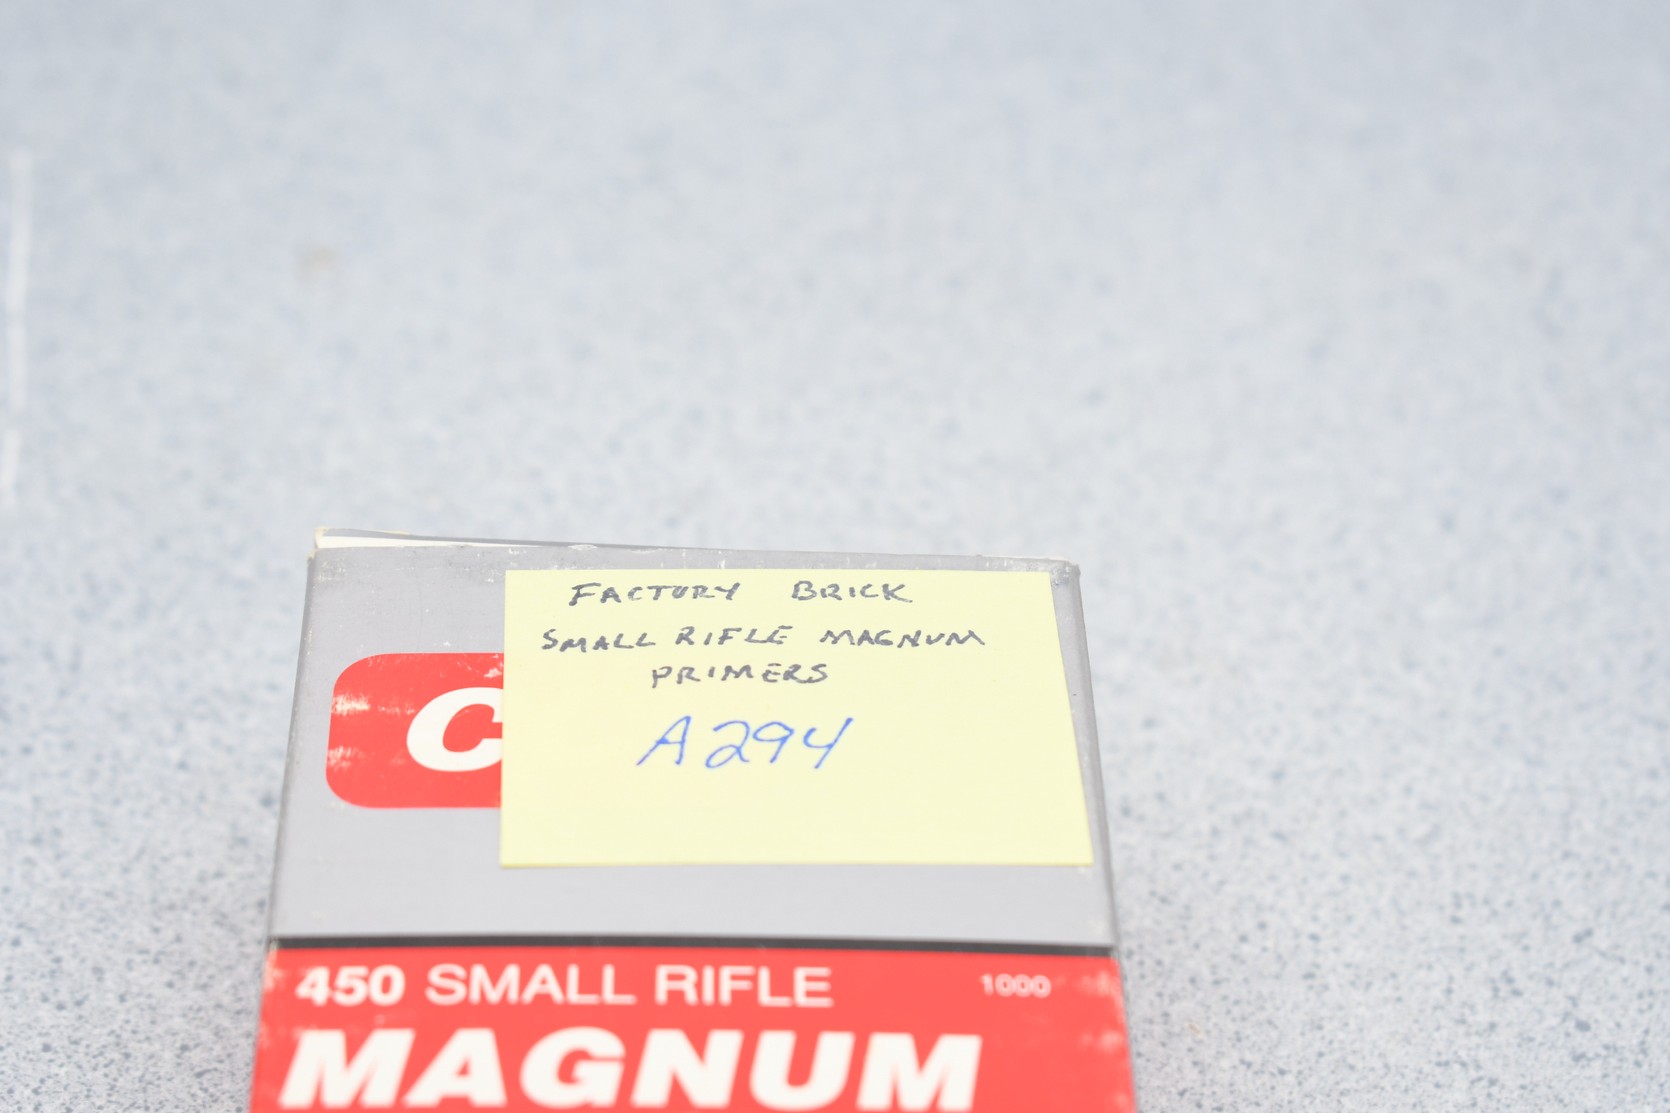 FACTORY BRICK
SMALL RIFLE MAGNUM
PRIMERS
A294
C
450 SMALL RIFLE 1000
MAGNUM